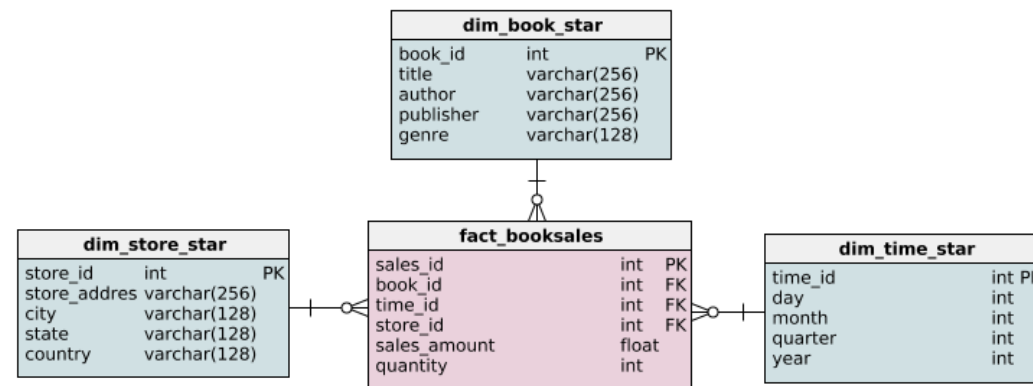 dim_book_star
book_id int PK
title varchar(256)
author varchar(256)
publisher varchar(256)
genre varchar(128)
dim_store_star
store_id int PK
store_addres varchar(256)
city varchar(128)
state varchar(128)
country varchar(128)
fact_booksales
sales_id int PK
book_id int FK
time_id int FK
store_id int FK
sales_amount float
quantity int
dim_time_star
time_id int P
day int
month int
quarter int
year int